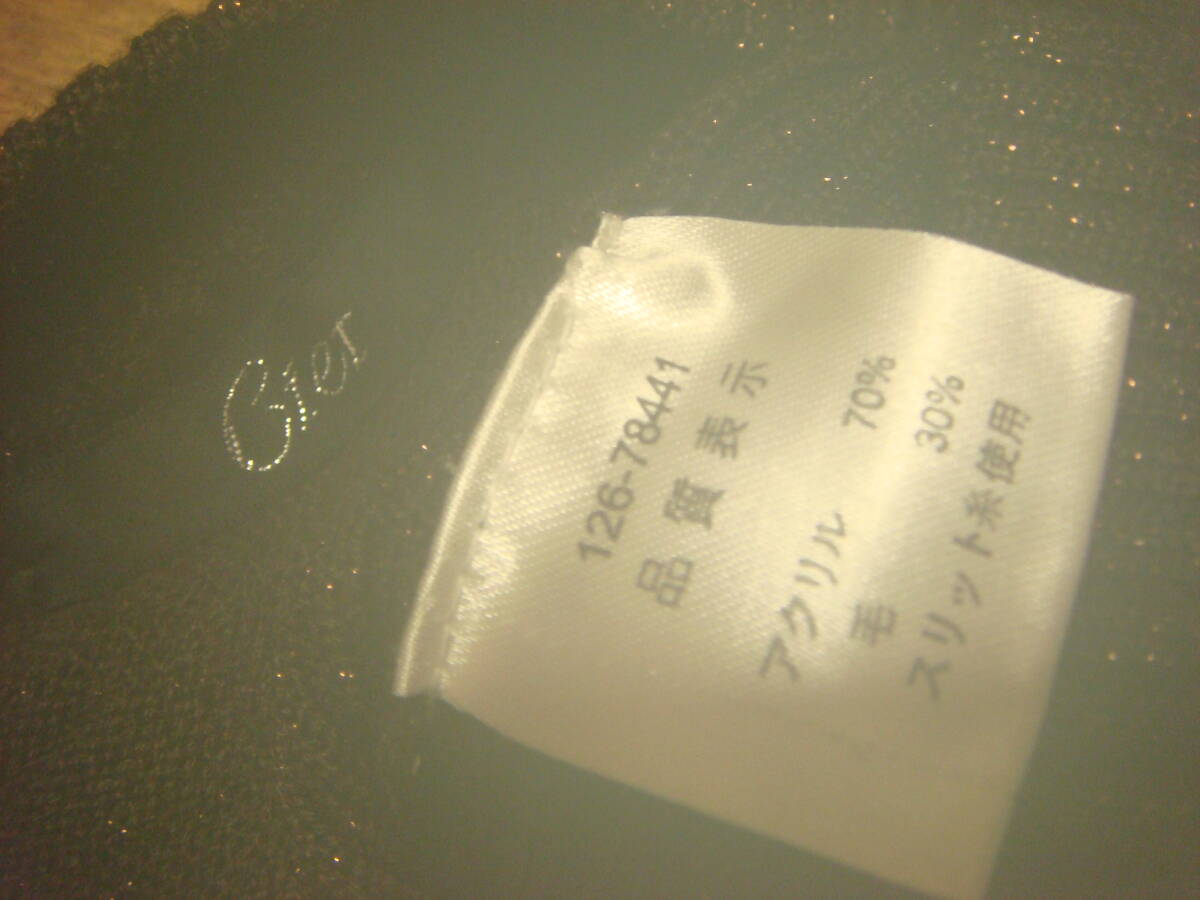 Gier
126-78441
品質表示
アクリル 70%
毛 30%
スリット糸使用